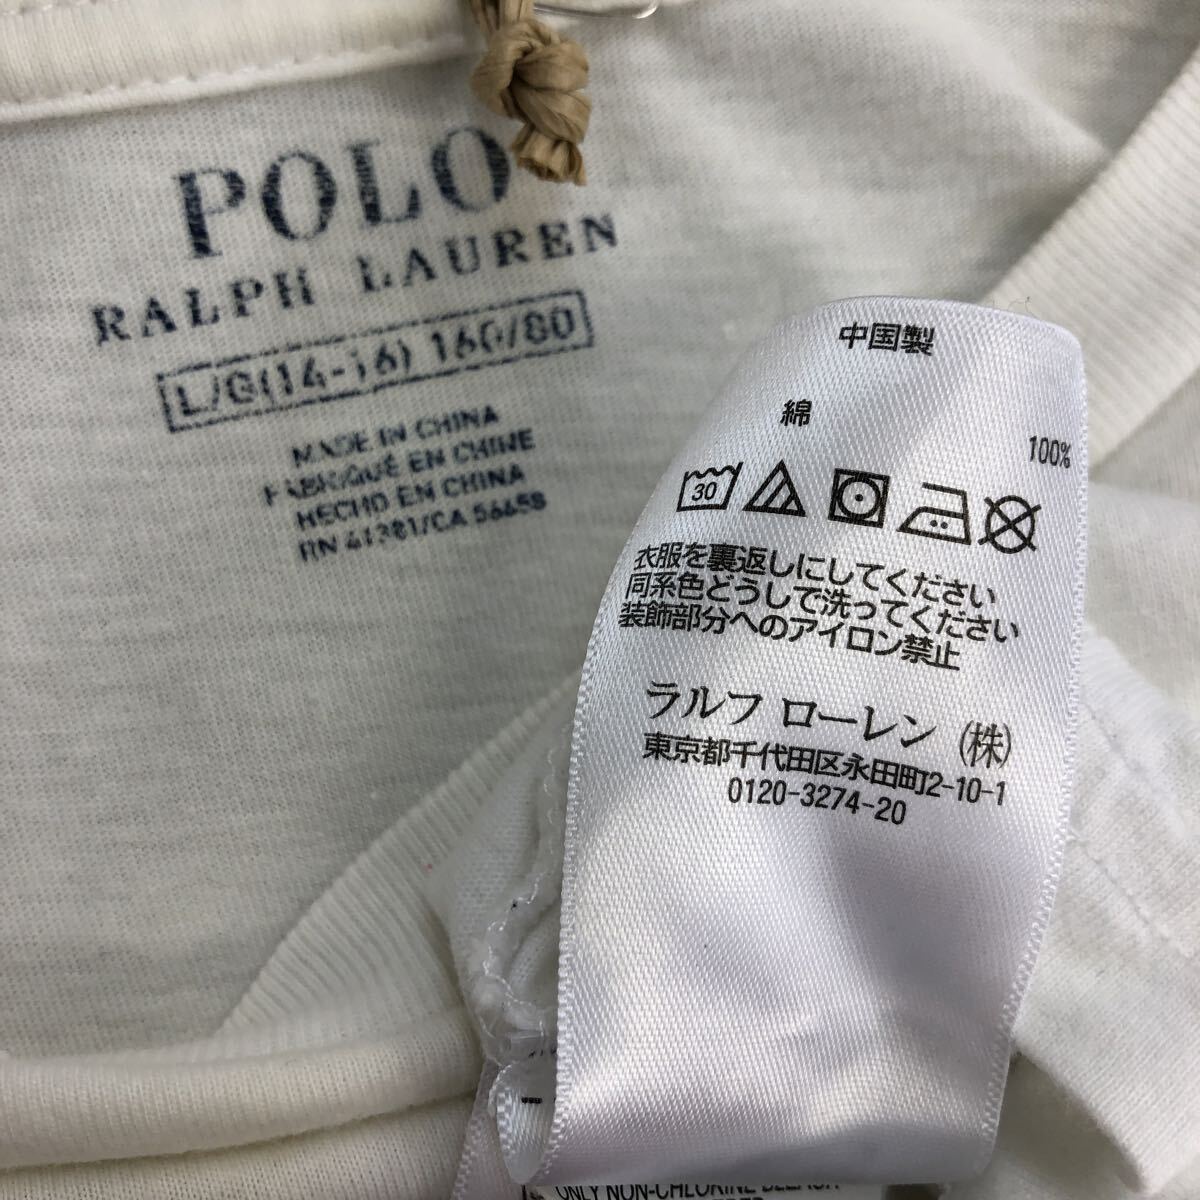 POLO
RALPH LAUREN
L/G(14-16) 160/80
MADE IN CHINA
FABRIQUÉ EN CHINE
HECHO EN CHINA
RN 41381/CA 56658
中国製
綿 100%
30
衣服を裏返しにしてください
同系色どうしで洗ってください
装飾部分へのアイロン禁止
ラルフ ローレン (株)
東京都千代田区永田町2-10-1
0120-3274-20
ONLY NON-CHLORINE BLEACH